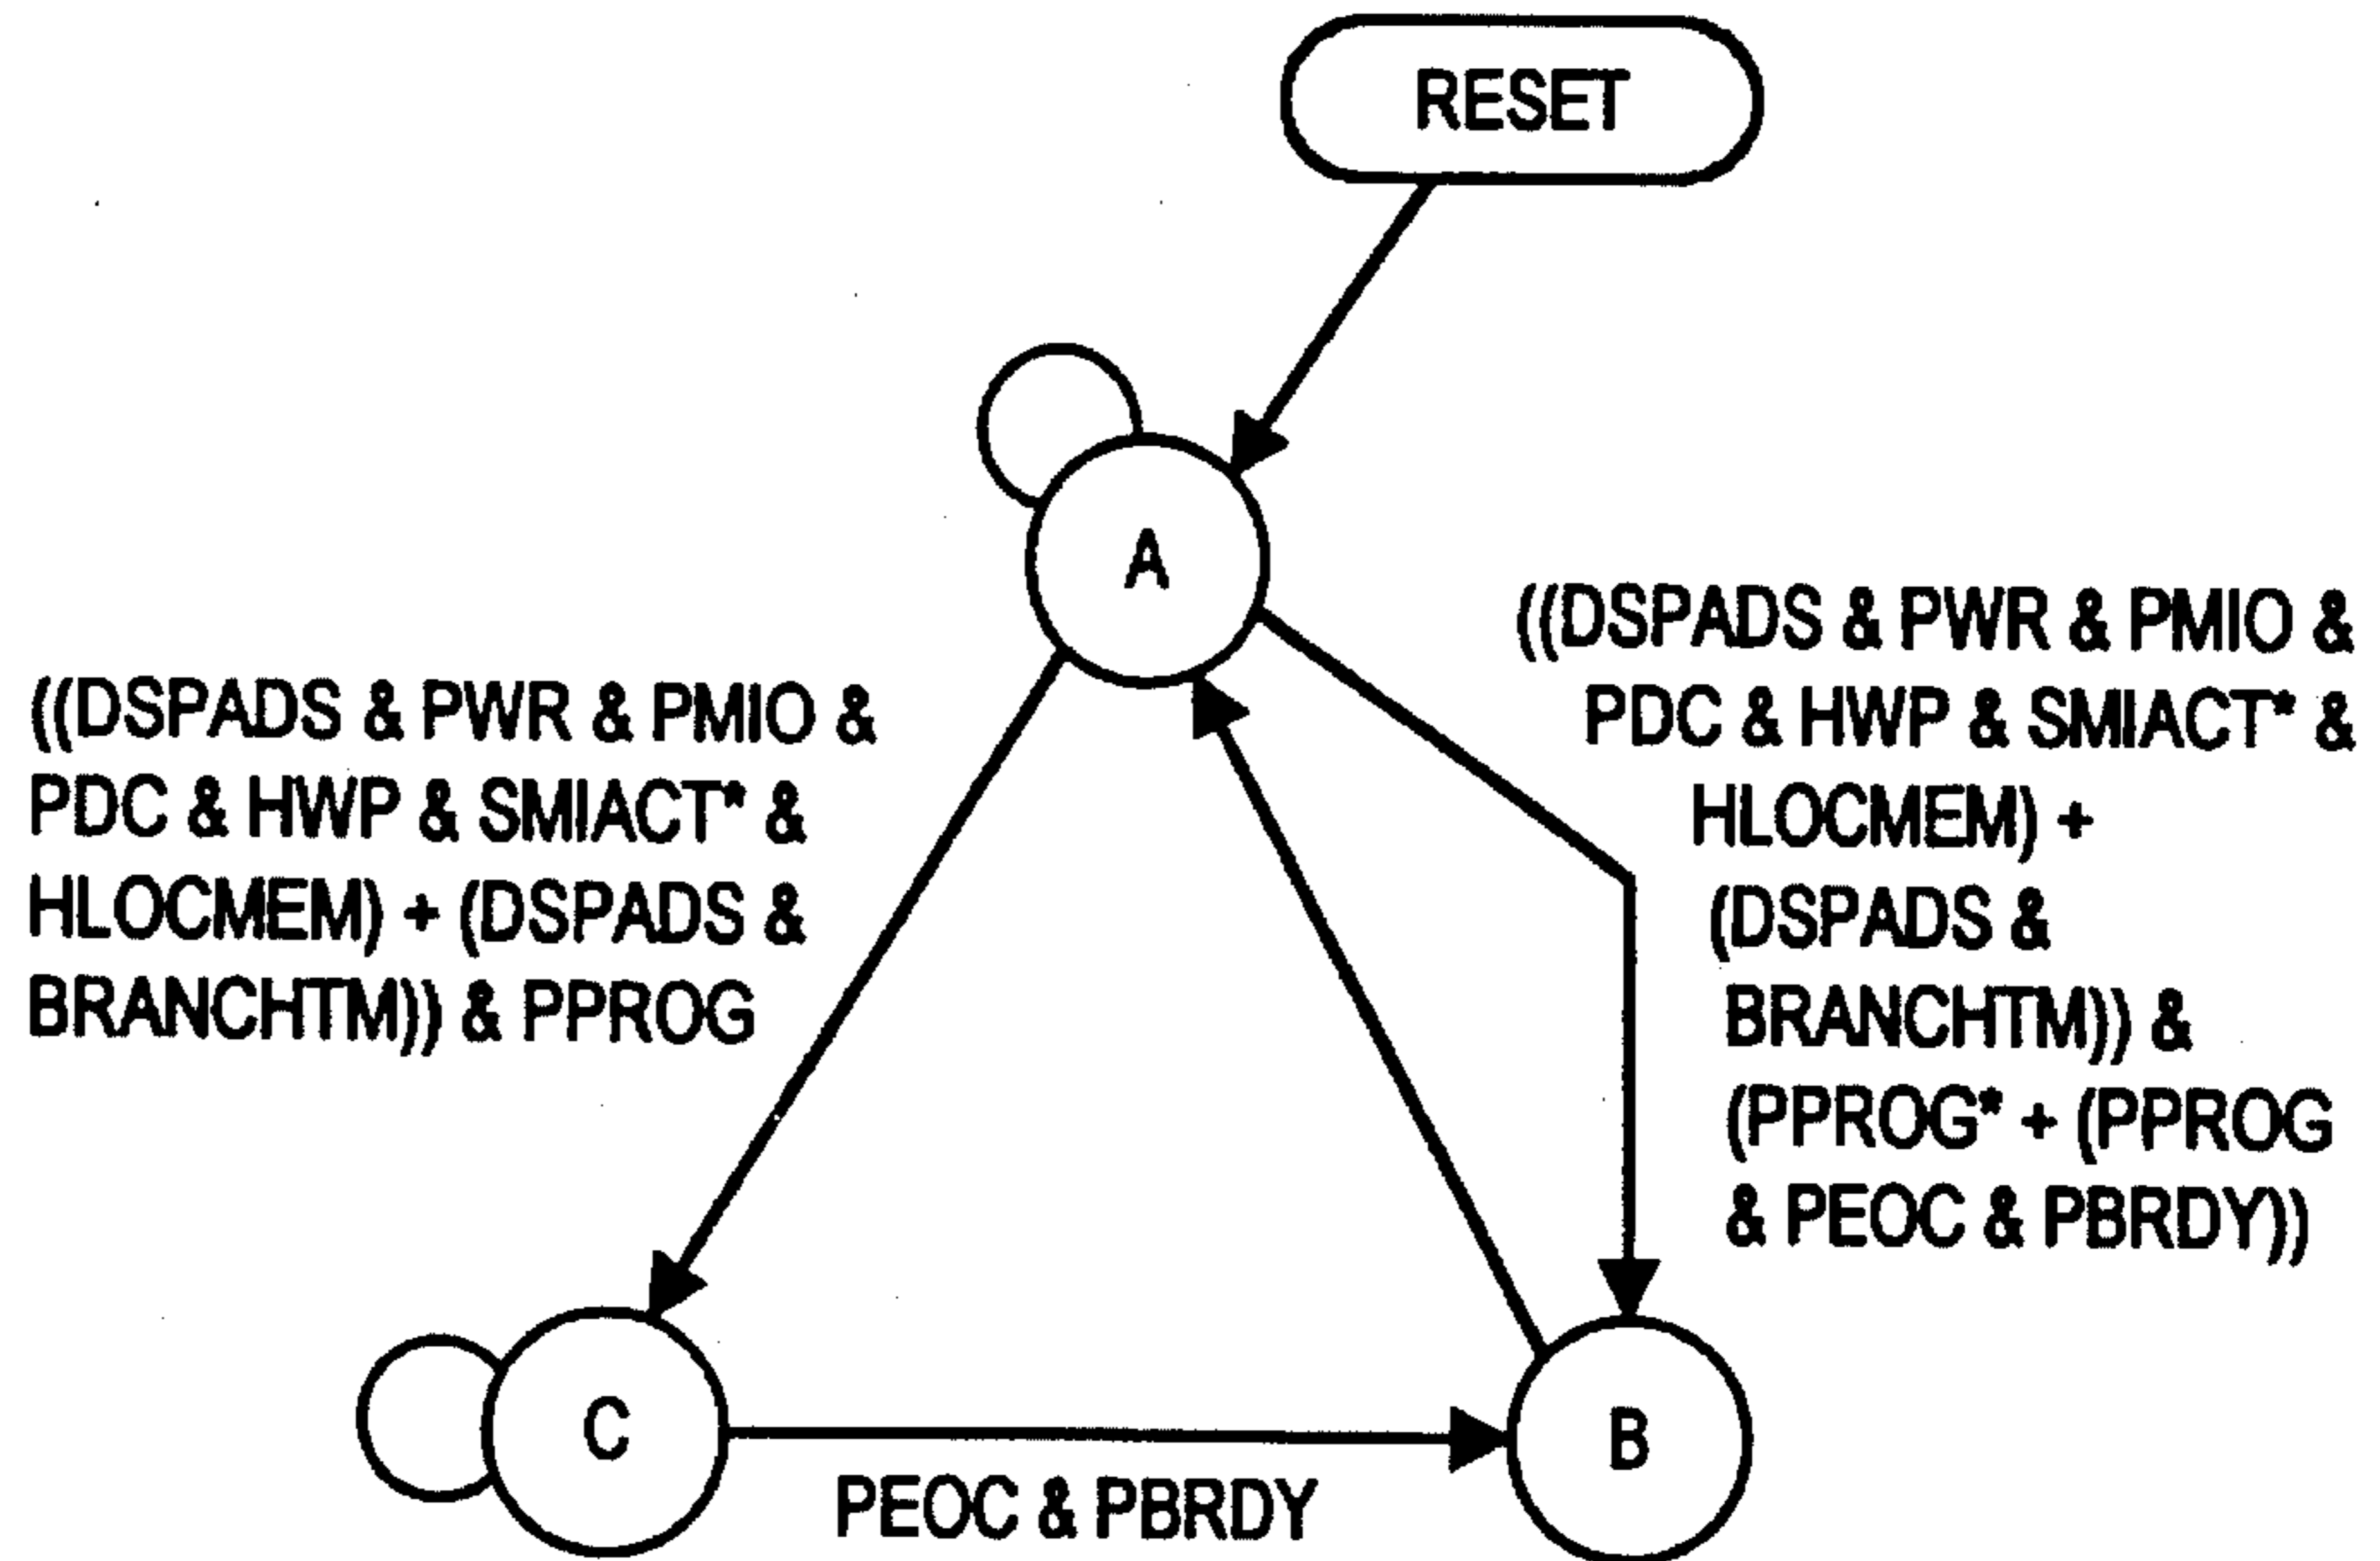 RESET
A
((DSPADS & PWR & PMIO &
PDC & HWP & SMIACT* &
HLOCMEM) + (DSPADS &
BRANCHTM)) & PPROG
((DSPADS & PWR & PMIO &
PDC & HWP & SMIACT* &
HLOCMEM) +
(DSPADS &
BRANCHTM)) &
(PPROG* + (PPROG
& PEOC & PBRDY))
C
B
PEOC & PBRDY